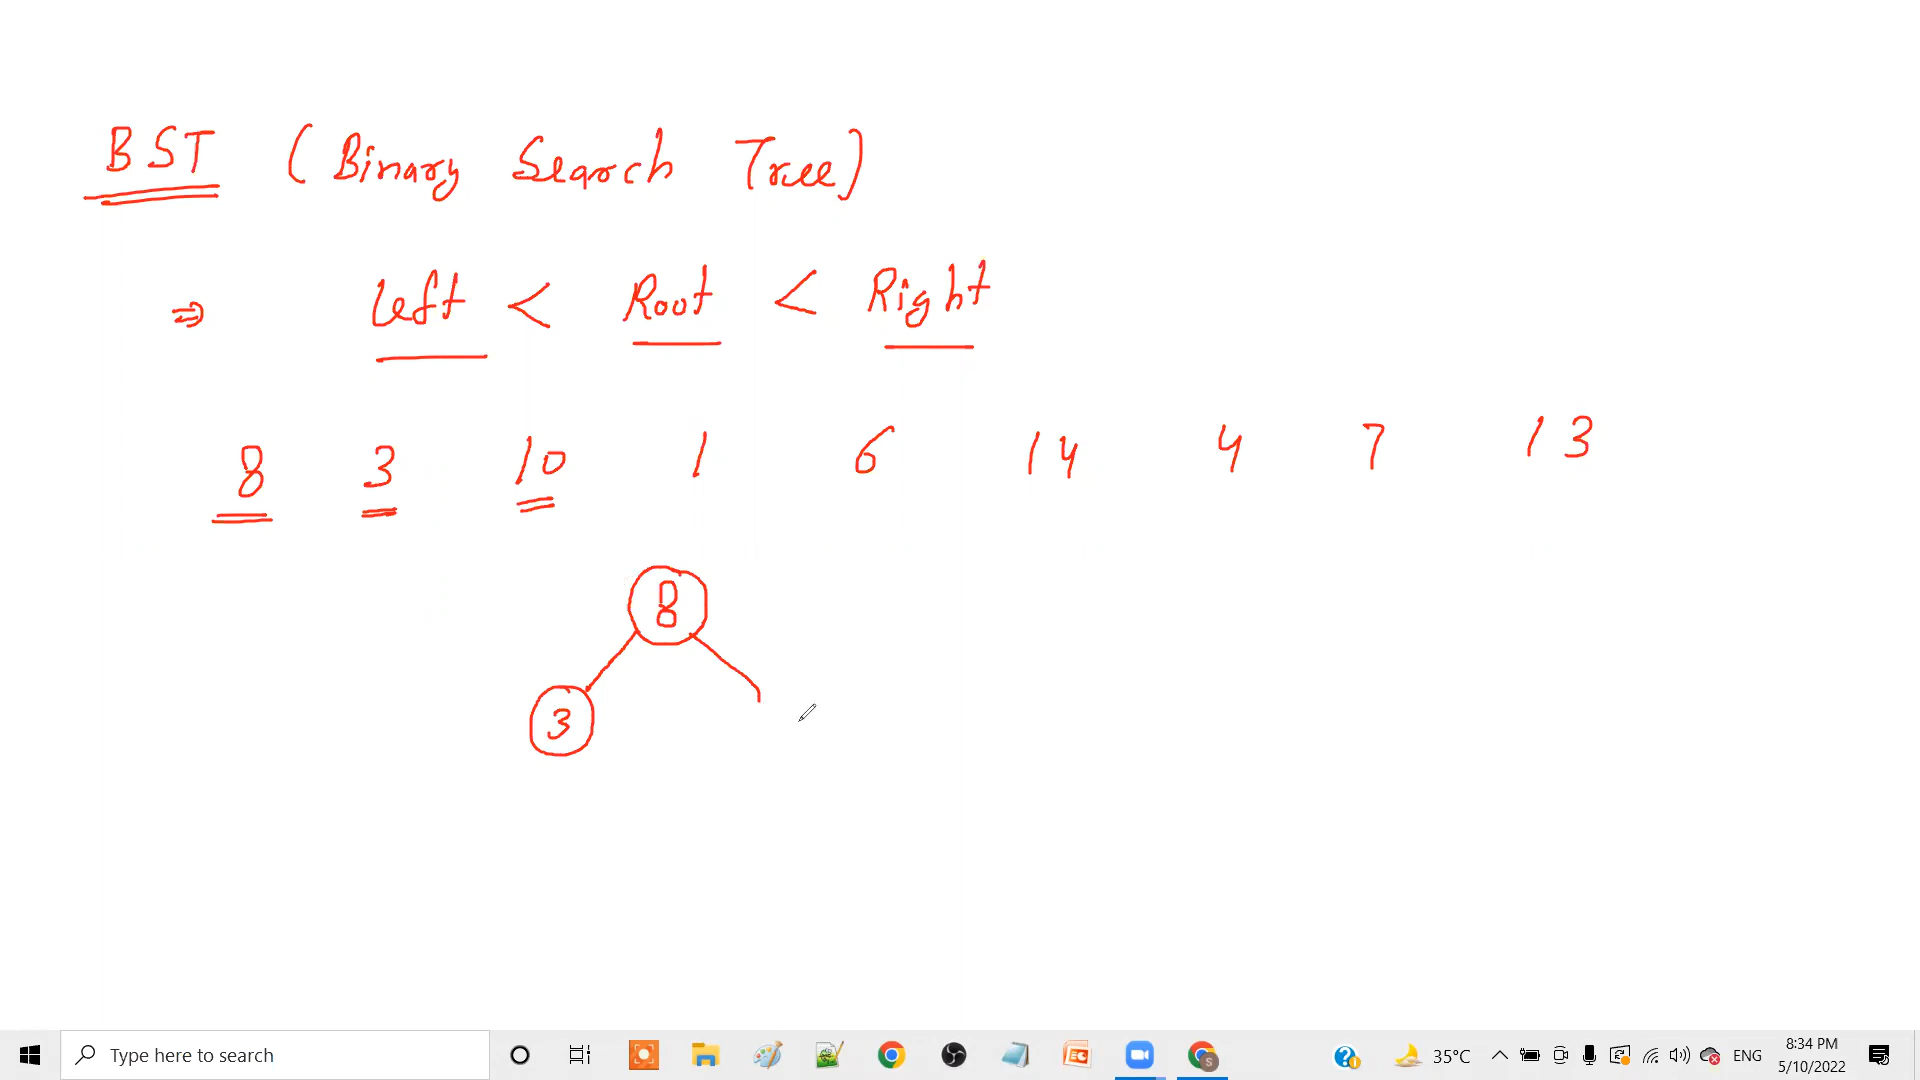 BST (Binary Search Tree)
⇒ Left < Root < Right
8 3 10 1 6 14 4 7 13
8
3
Type here to search
35°C
ENG
8:34 PM
5/10/2022